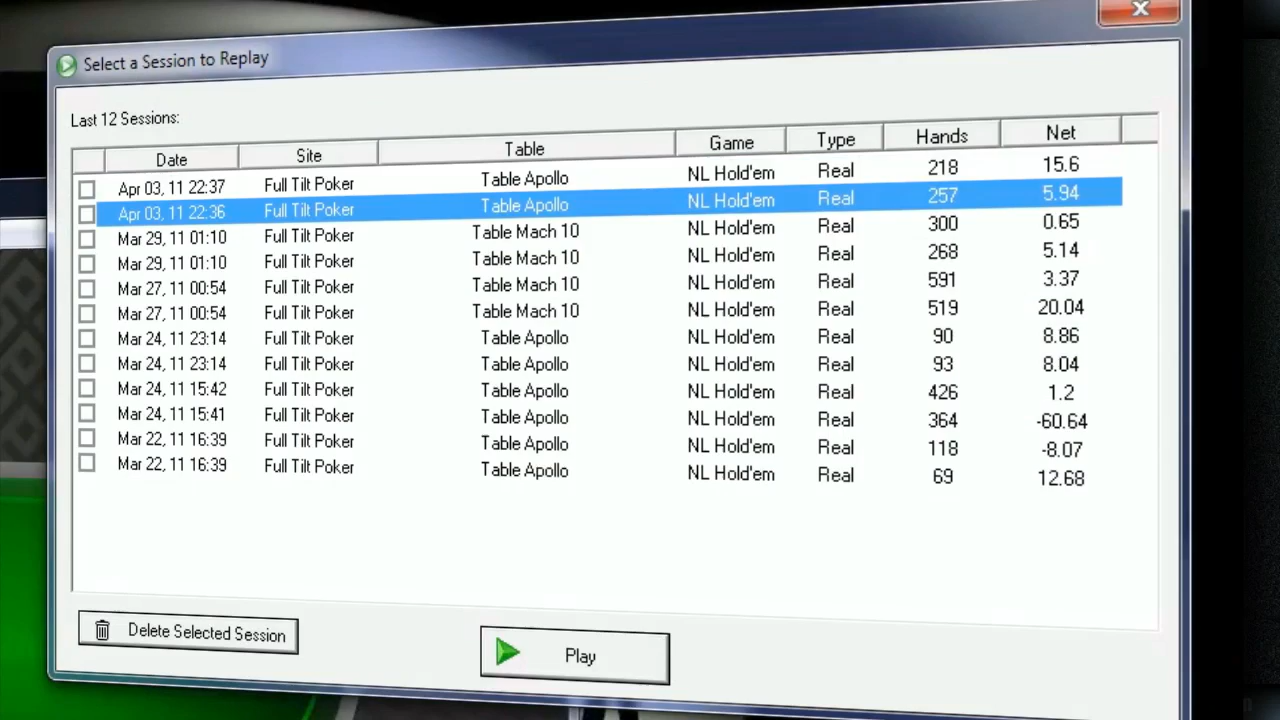 Select a Session to Replay
Last 12 Sessions:
Date Site Table Game Type Hands Net
Apr 03, 11 22:37 Full Tilt Poker Table Apollo NL Hold'em Real 218 15.6
Apr 03, 11 22:36 Full Tilt Poker Table Apollo NL Hold'em Real 257 5.94
Mar 29, 11 01:10 Full Tilt Poker Table Mach 10 NL Hold'em Real 300 0.65
Mar 29, 11 01:10 Full Tilt Poker Table Mach 10 NL Hold'em Real 268 5.14
Mar 27, 11 00:54 Full Tilt Poker Table Mach 10 NL Hold'em Real 591 3.37
Mar 27, 11 00:54 Full Tilt Poker Table Mach 10 NL Hold'em Real 519 20.04
Mar 24, 11 23:14 Full Tilt Poker Table Apollo NL Hold'em Real 90 8.86
Mar 24, 11 23:14 Full Tilt Poker Table Apollo NL Hold'em Real 93 8.04
Mar 24, 11 15:42 Full Tilt Poker Table Apollo NL Hold'em Real 426 1.2
Mar 24, 11 15:41 Full Tilt Poker Table Apollo NL Hold'em Real 364 -60.64
Mar 22, 11 16:39 Full Tilt Poker Table Apollo NL Hold'em Real 118 -8.07
Mar 22, 11 16:39 Full Tilt Poker Table Apollo NL Hold'em Real 69 12.68
Delete Selected Session
Play